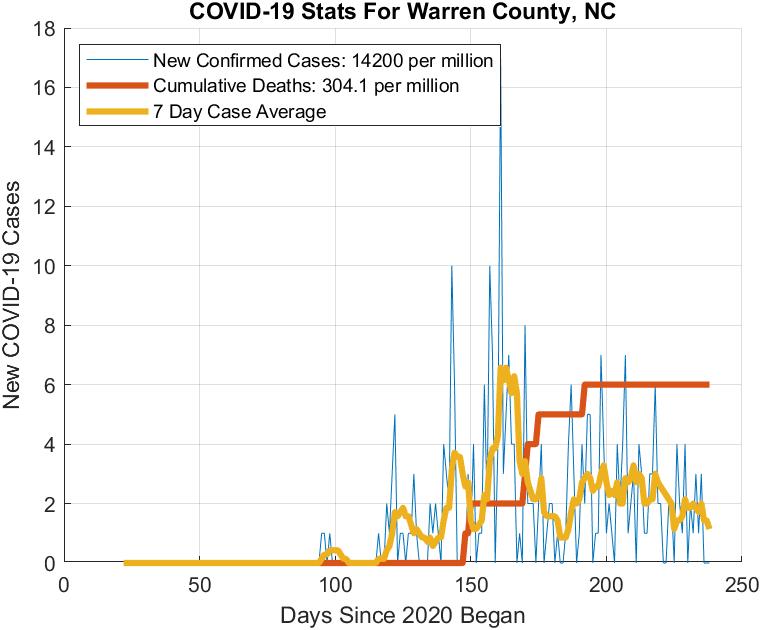 COVID-19 Stats For Warren County, NC
18
New Confirmed Cases: 14200 per million
16
Cumulative Deaths: 304.1 per million
7 Day Case Average
14
12
10
8
6
4
2
0
New COVID-19 Cases
0 50 100 150 200 250
Days Since 2020 Began